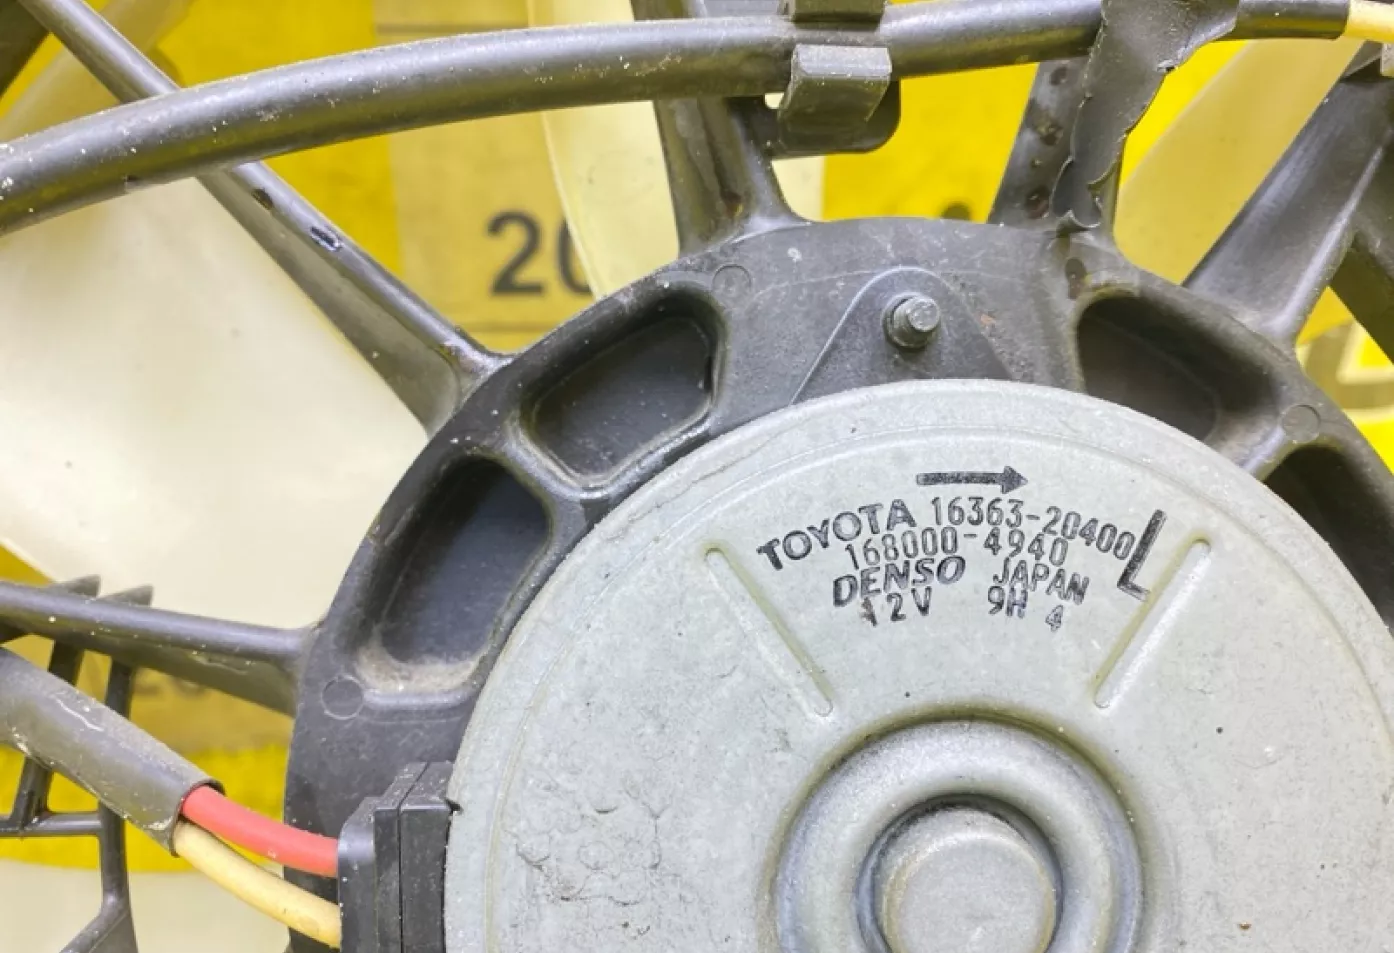 20
TOYOTA 16363-20400 L
168000-4940
DENSO JAPAN
12V 9H 4